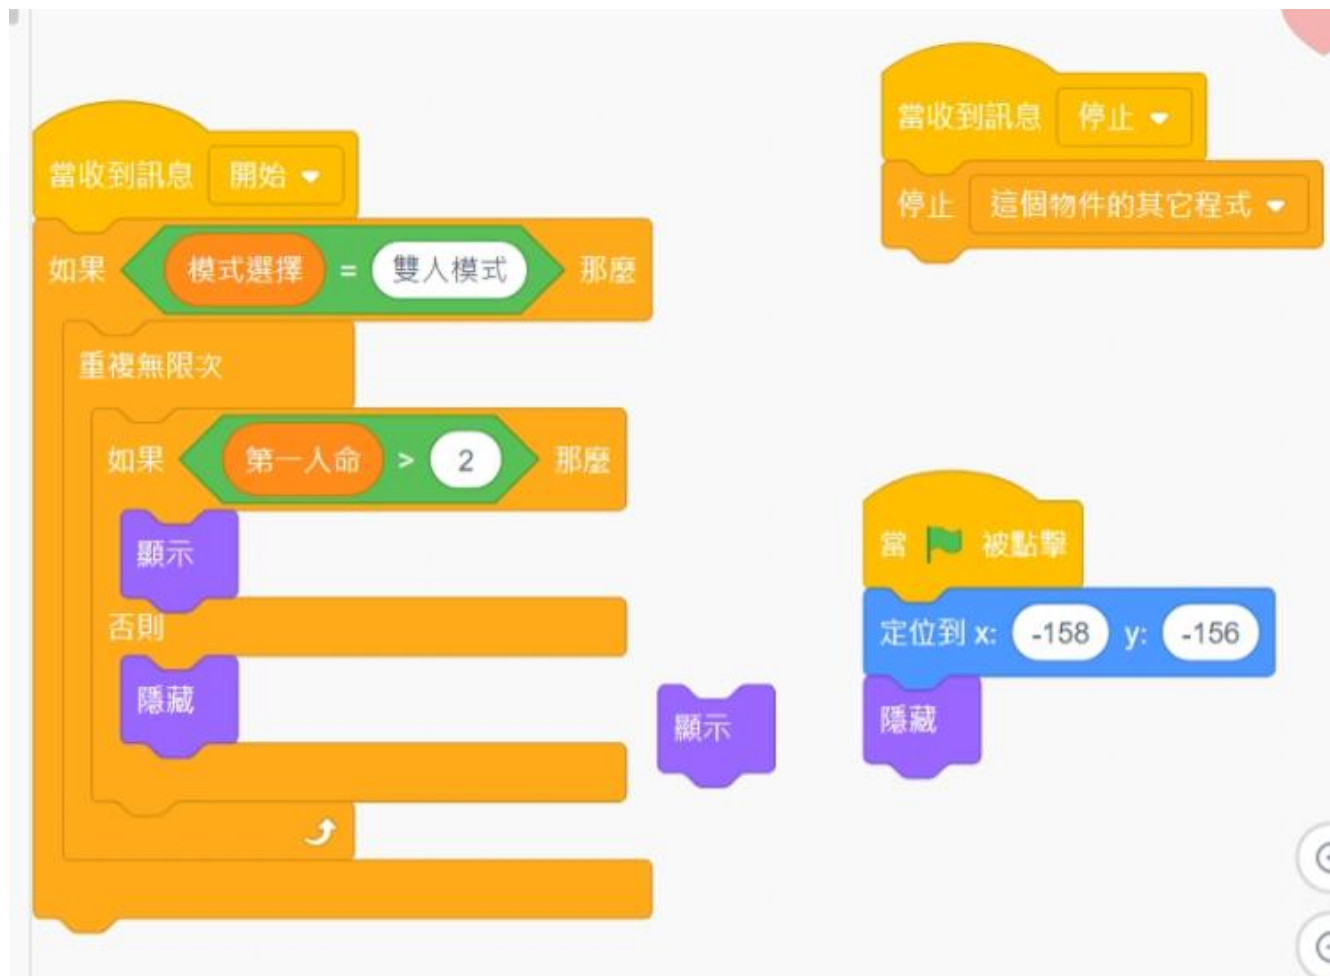 當收到訊息 開始
如果 模式選擇 = 雙人模式 那麼
重複無限次
如果 第一人命 > 2 那麼
顯示
否則
隱藏
顯示
當收到訊息 停止
停止 這個物件的其它程式
當 被點擊
定位到 x: -158 y: -156
隱藏